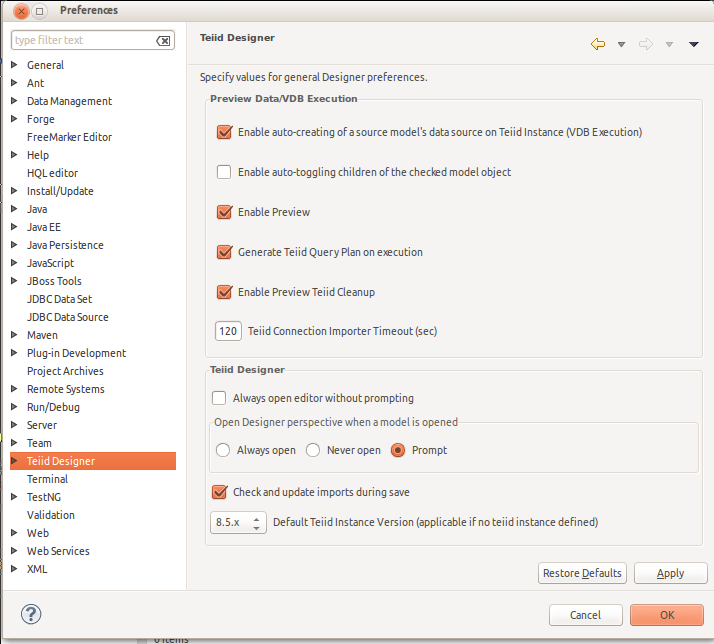 Preferences
type filter text
General
Ant
Data Management
Forge
FreeMarker Editor
Help
HQL editor
Install/Update
Java
Java EE
Java Persistence
JavaScript
JBoss Tools
JDBC Data Set
JDBC Data Source
Maven
Plug-in Development
Project Archives
Remote Systems
Run/Debug
Server
Team
Teiid Designer
Terminal
TestNG
Validation
Web
Web Services
XML
Teiid Designer
Specify values for general Designer preferences.
Preview Data/VDB Execution
Enable auto-creating of a source model's data source on Teiid Instance (VDB Execution)
Enable auto-toggling children of the checked model object
Enable Preview
Generate Teiid Query Plan on execution
Enable Preview Teiid Cleanup
120 Teiid Connection Importer Timeout (sec)
Teiid Designer
Always open editor without prompting
Open Designer perspective when a model is opened
Always open Never open Prompt
Check and update imports during save
8.5.x Default Teiid Instance Version (applicable if no teiid instance defined)
Restore Defaults Apply
? Cancel OK
0 items